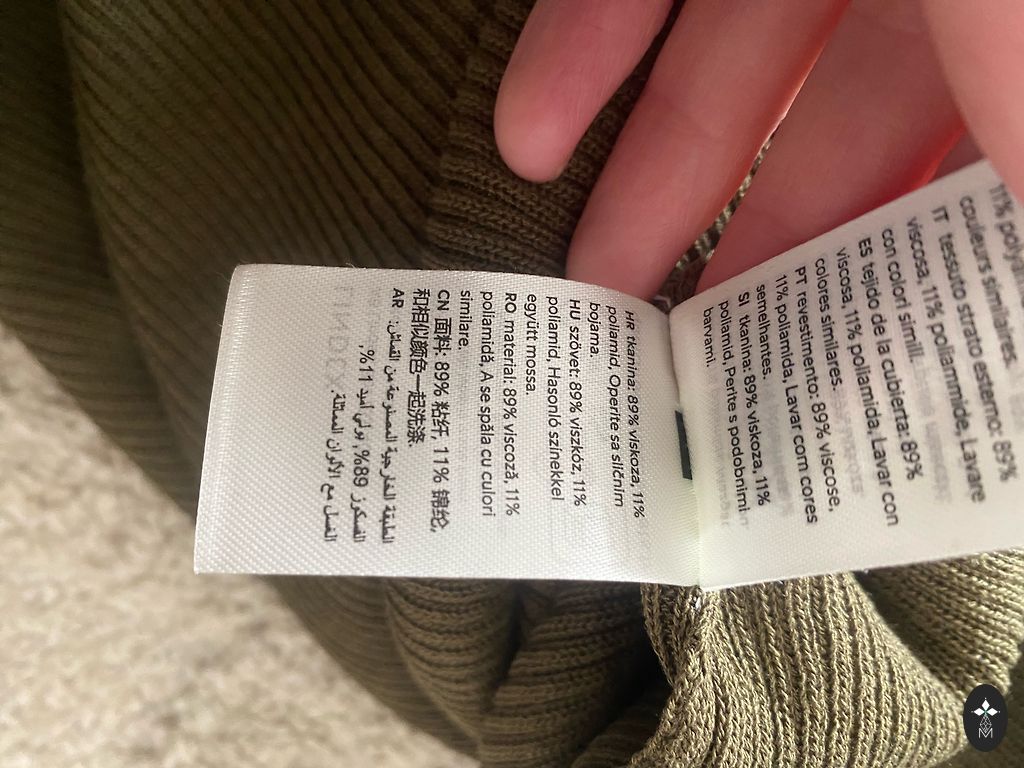 11%
couleurs similaires.
IT tessuto strato esterno: 89%
viscosa, 11% poliammide, Lavare
con colori simili.
ES tejido de la cubierta: 89%
viscosa, 11% poliamida, Lavar con
colores similares.
PT revestimento: 89% viscose,
11% poliamida, Lavar com cores
semelhantes.
SI tkanina: 89% viskoza, 11%
poliamid, Perite s podobnimi
barami.
HR tkanina: 89% viskoza, 11%
poliamid, Operite sa sličnim
bojama.
HU szövet: 89% viszkóz, 11%
poliamid, Hasonló színekkel
együtt mossa.
RO material: 89% viscoză, 11%
poliamidă, A se spăla cu culori
similare.
CN 面料: 89% 粘纤, 11% 锦纶,
和相似颜色一起洗涤.
AR الطبقة الخارجية المصنوعة من القماش:
الفسكوز 89%, بولي أميد 11%,
الغسل مع الألوان المماثلة.
M